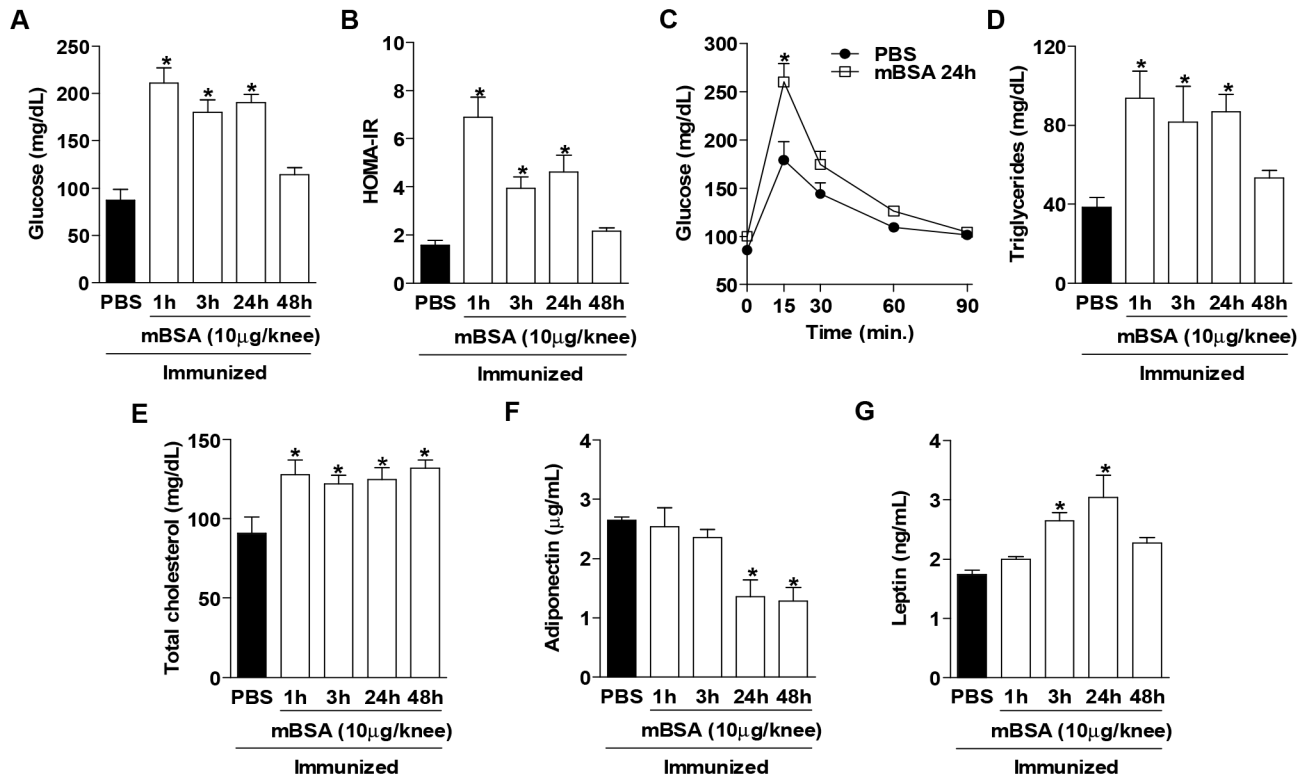 A
Glucose (mg/dL)
250
200
150
100
50
0
*
*
*
PBS 1h 3h 24h 48h
mBSA (10μg/knee)
Immunized
B
HOMA-IR
10
8
6
4
2
0
*
*
*
PBS 1h 3h 24h 48h
mBSA (10μg/knee)
Immunized
C
Glucose (mg/dL)
300
250
200
150
100
50
*
PBS
mBSA 24h
0 15 30 60 90
Time (min.)
D
Triglycerides (mg/dL)
120
80
40
0
*
*
*
PBS 1h 3h 24h 48h
mBSA (10μg/knee)
Immunized
E
Total cholesterol (mg/dL)
150
100
50
0
*
*
*
*
PBS 1h 3h 24h 48h
mBSA (10μg/knee)
Immunized
F
Adiponectin (μg/mL)
4
3
2
1
0
*
*
PBS 1h 3h 24h 48h
mBSA (10μg/knee)
Immunized
G
Leptin (ng/mL)
4
3
2
1
0
*
*
PBS 1h 3h 24h 48h
mBSA (10μg/knee)
Immunized